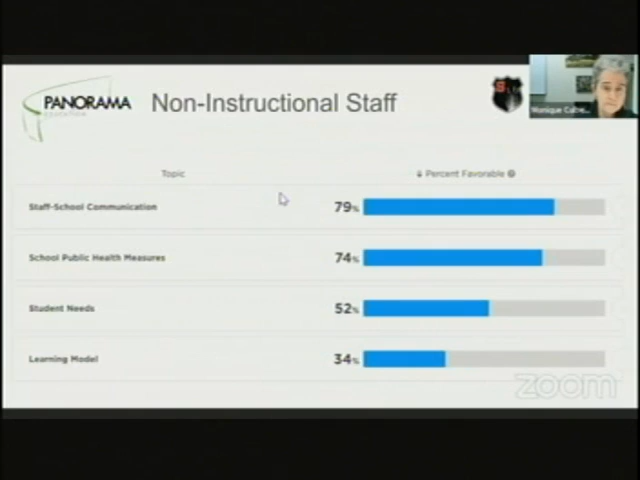 PANORAMA
EDUCATION
Non-Instructional Staff
Topic
Percent Favorable
Staff-School Communication 79%
School Public Health Measures 74%
Student Needs 52%
Learning Model 34%
Monique
zoom